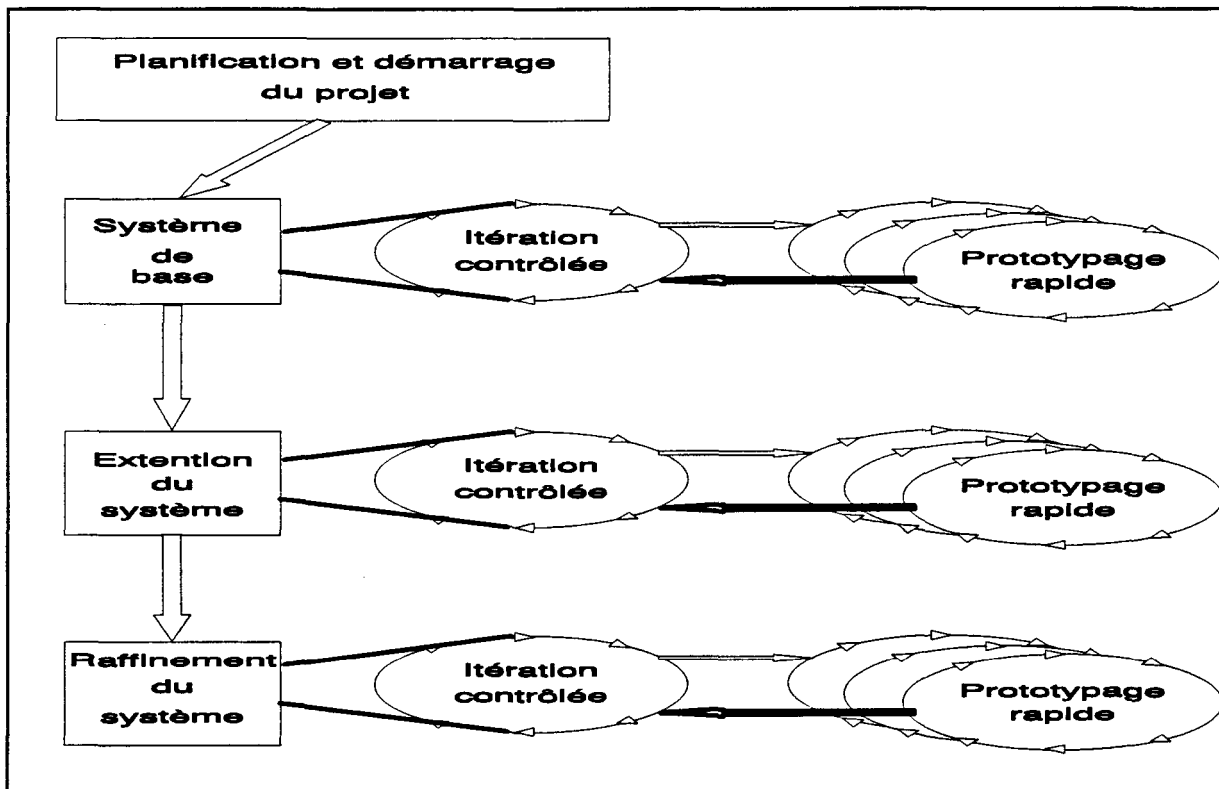 Planification et démarrage
du projet
Système
de
base
Itération
contrôlée
Prototypage
rapide
Extention
du
système
Itération
contrôlée
Prototypage
rapide
Raffinement
du
système
Itération
contrôlée
Prototypage
rapide